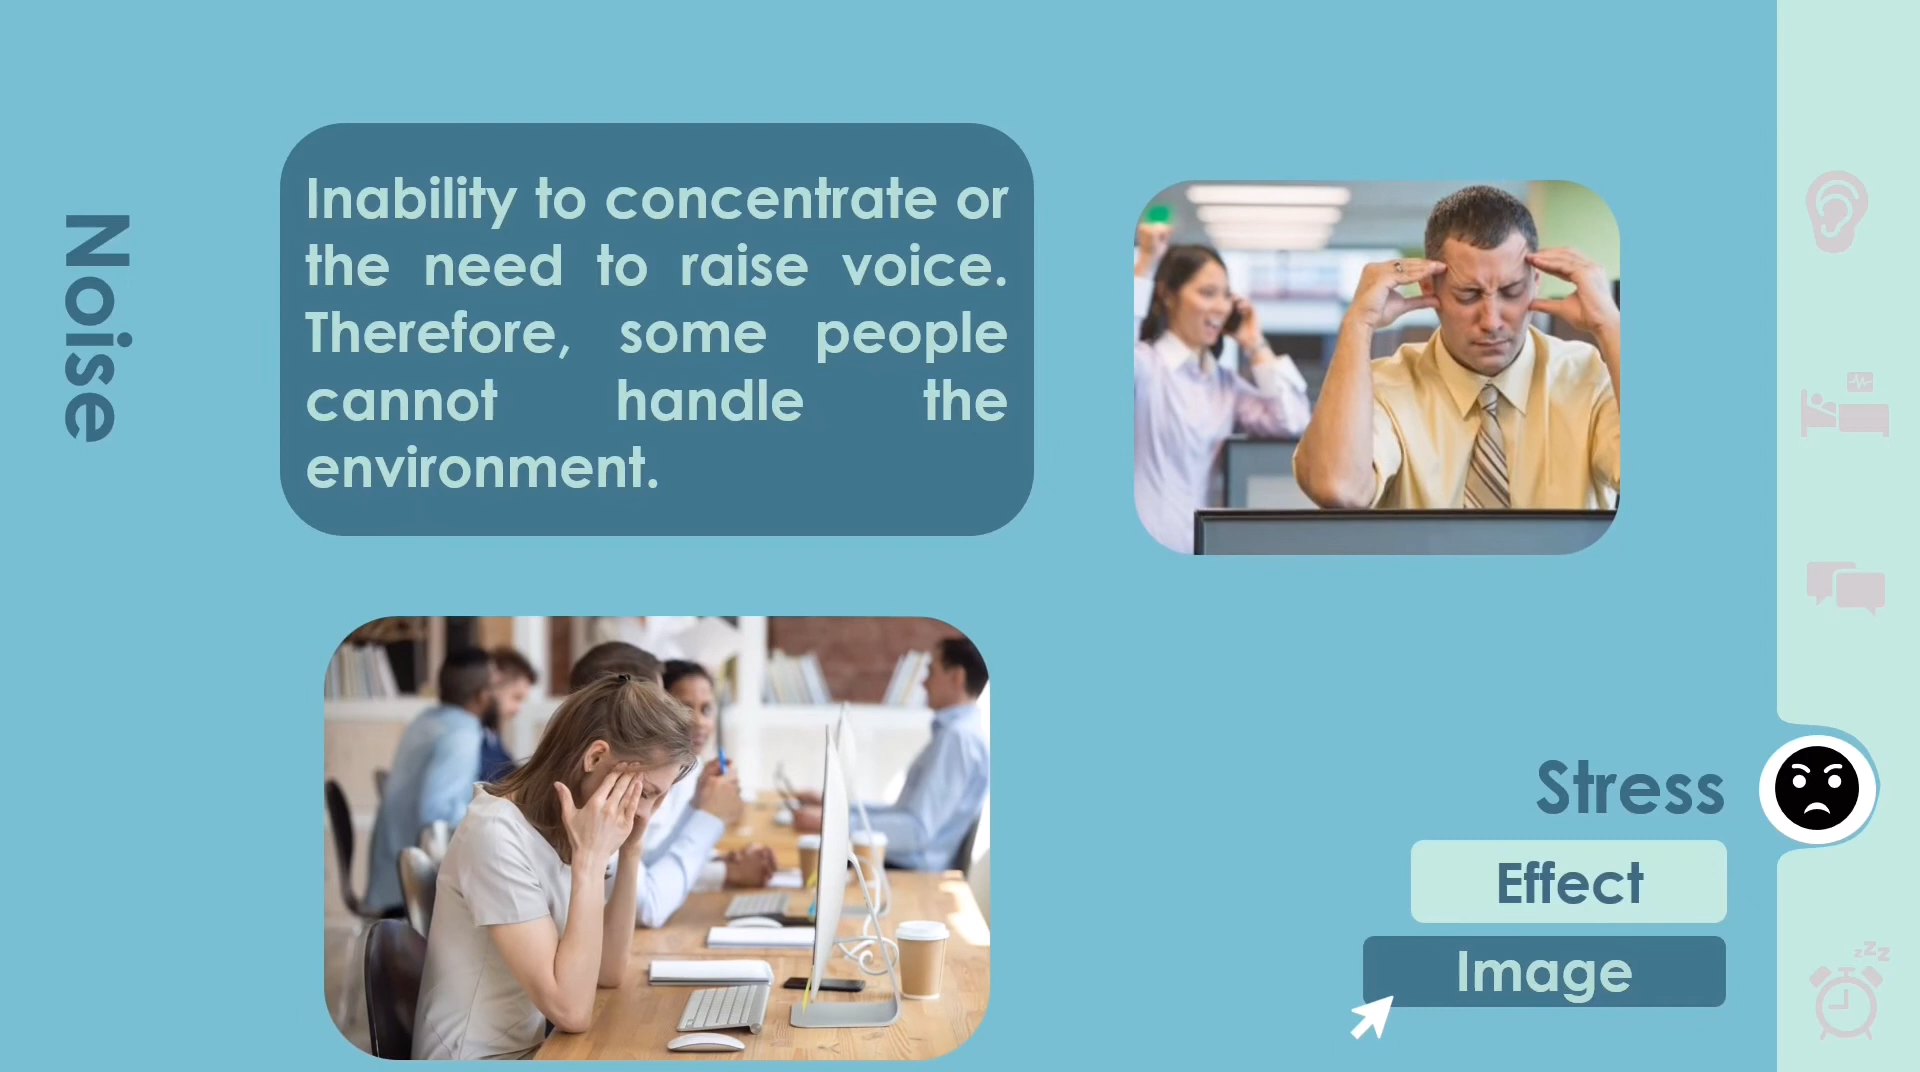 Noise
Inability to concentrate or
the need to raise voice.
Therefore, some people
cannot handle the
environment.
Stress
Effect
Image
zzz